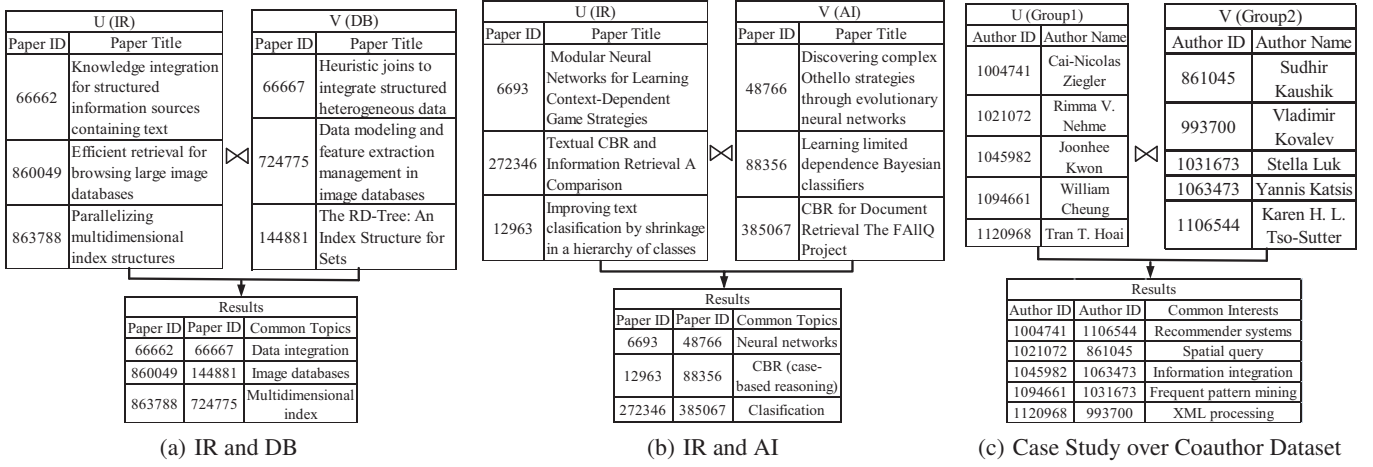 U (IR)
Paper ID Paper Title
66662 Knowledge integration
for structured
information sources
containing text
860049 Efficient retrieval for
browsing large image
databases
863788 Parallelizing
multidimensional
index structures
V (DB)
Paper ID Paper Title
66667 Heuristic joins to
integrate structured
heterogeneous data
724775 Data modeling and
feature extraction
management in
image databases
144881 The RD-Tree: An
Index Structure for
Sets
Results
Paper ID Paper ID Common Topics
66662 66667 Data integration
860049 144881 Image databases
863788 724775 Multidimensional
index
(a) IR and DB
U (IR)
Paper ID Paper Title
6693 Modular Neural
Networks for Learning
Context-Dependent
Game Strategies
272346 Textual CBR and
Information Retrieval A
Comparison
12963 Improving text
clasification by shrinkage
in a hierarchy of classes
V (AI)
Paper ID Paper Title
48766 Discovering complex
Othello strategies
through evolutionary
neural networks
88356 Learning limited
dependence Bayesian
classifiers
385067 CBR for Document
Retrieval The FAllQ
Project
Results
Paper ID Paper ID Common Topics
6693 48766 Neural networks
12963 88356 CBR (case-
based reasoning)
272346 385067 Clasification
(b) IR and AI
U (Group1)
Author ID Author Name
1004741 Cai-Nicolas
Ziegler
1021072 Rimma V.
Nehme
1045982 Joonhee
Kwon
1094661 William
Cheung
1120968 Tran T. Hoai
V (Group2)
Author ID Author Name
861045 Sudhir
Kaushik
993700 Vladimir
Kovalev
1031673 Stella Luk
1063473 Yannis Katsis
1106544 Karen H. L.
Tso-Sutter
Results
Author ID Author ID Common Interests
1004741 1106544 Recommender systems
1021072 861045 Spatial query
1045982 1063473 Information integration
1094661 1031673 Frequent pattern mining
1120968 993700 XML processing
(c) Case Study over Coauthor Dataset